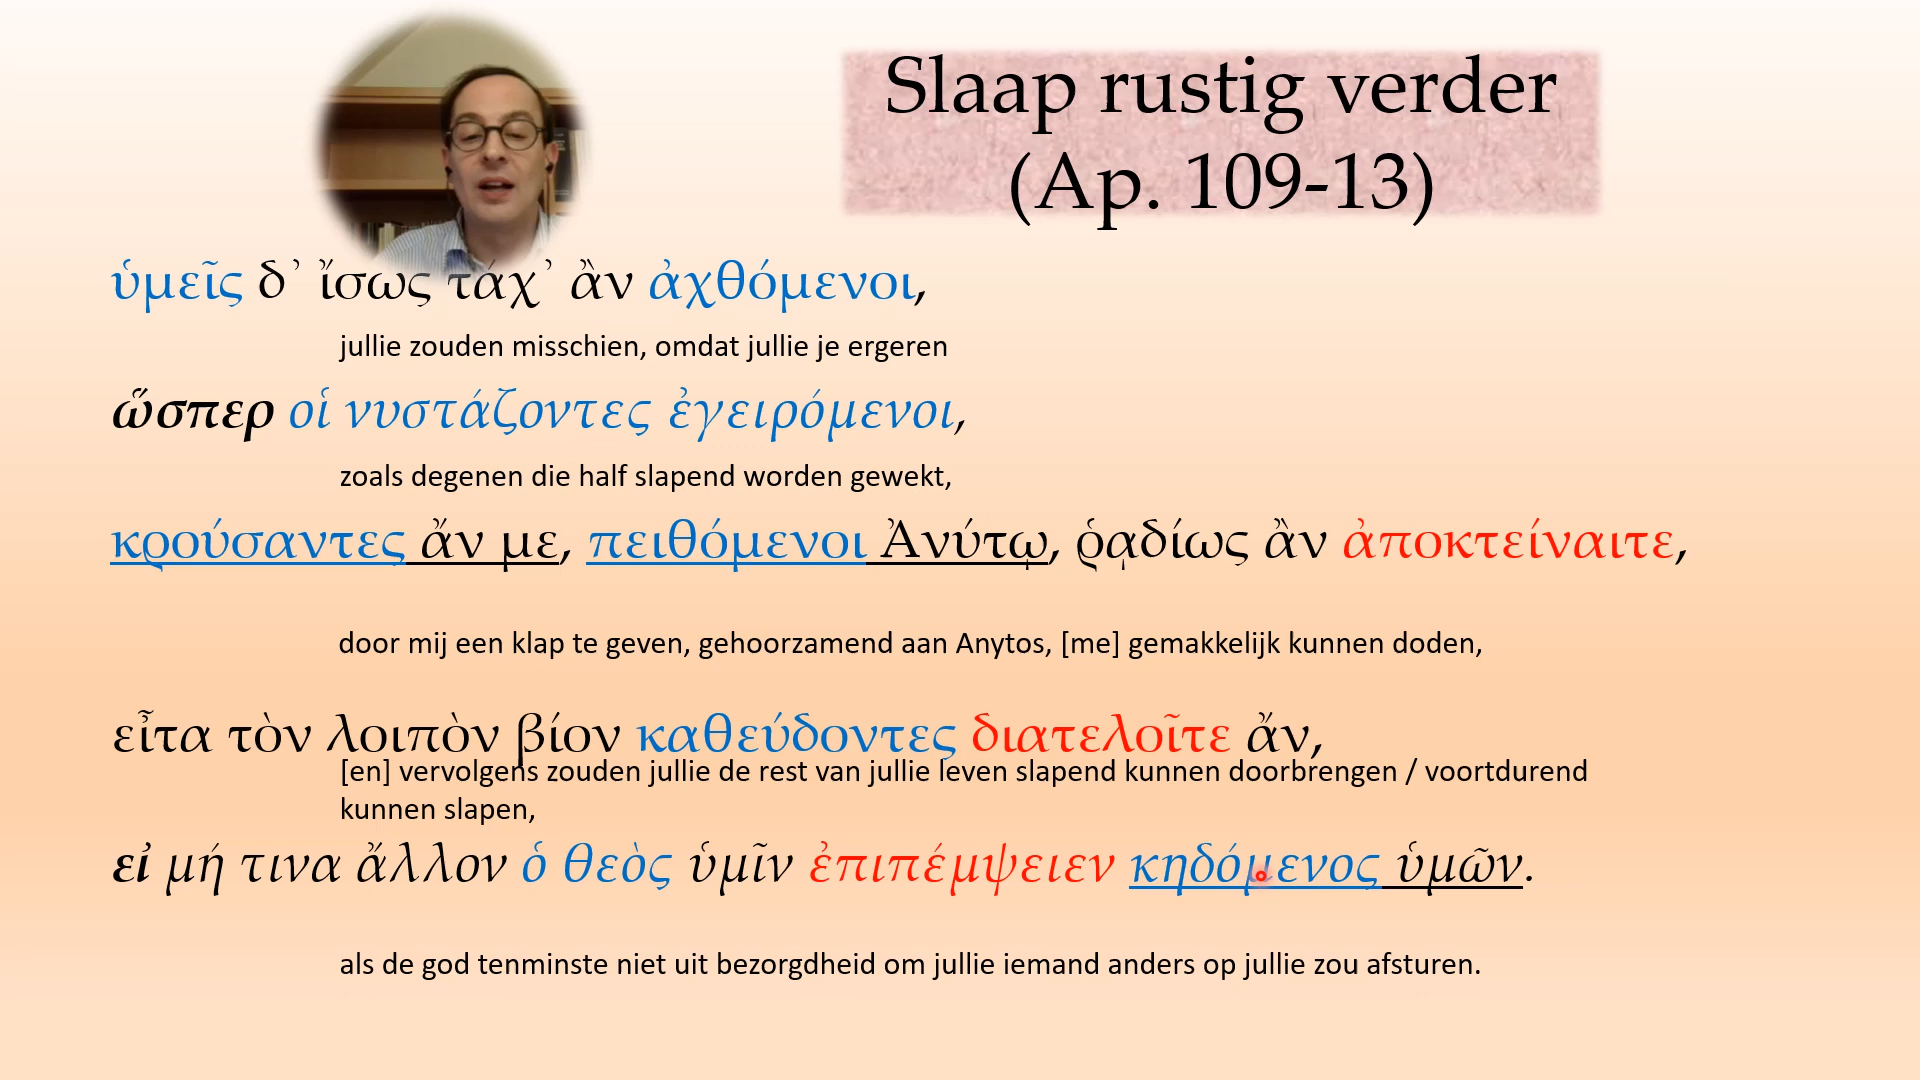 Slaap rustig verder
(Ap. 109-13)
ὑμεῖς δ᾽ ἴσως τάχ᾽ ἂν ἀχθόμενοι,
jullie zouden misschien, omdat jullie je ergeren
ὥσπερ οἱ νυστάζοντες ἐγειρόμενοι,
zoals degenen die half slapend worden gewekt,
κρούσαντες ἄν με, πειθόμενοι Ἀνύτῳ, ῥᾳδίως ἂν ἀποκτείναιτε,
door mij een klap te geven, gehoorzamend aan Anytos, [me] gemakkelijk kunnen doden,
εἶτα τὸν λοιπὸν βίον καθεύδοντες διατελοῖτε ἄν,
[en] vervolgens zouden jullie de rest van jullie leven slapend kunnen doorbrengen / voortdurend
kunnen slapen,
εἰ μή τινα ἄλλον ὁ θεὸς ὑμῖν ἐπιπέμψειεν κηδόμενος ὑμῶν.
als de god tenminste niet uit bezorgdheid om jullie iemand anders op jullie zou afsturen.